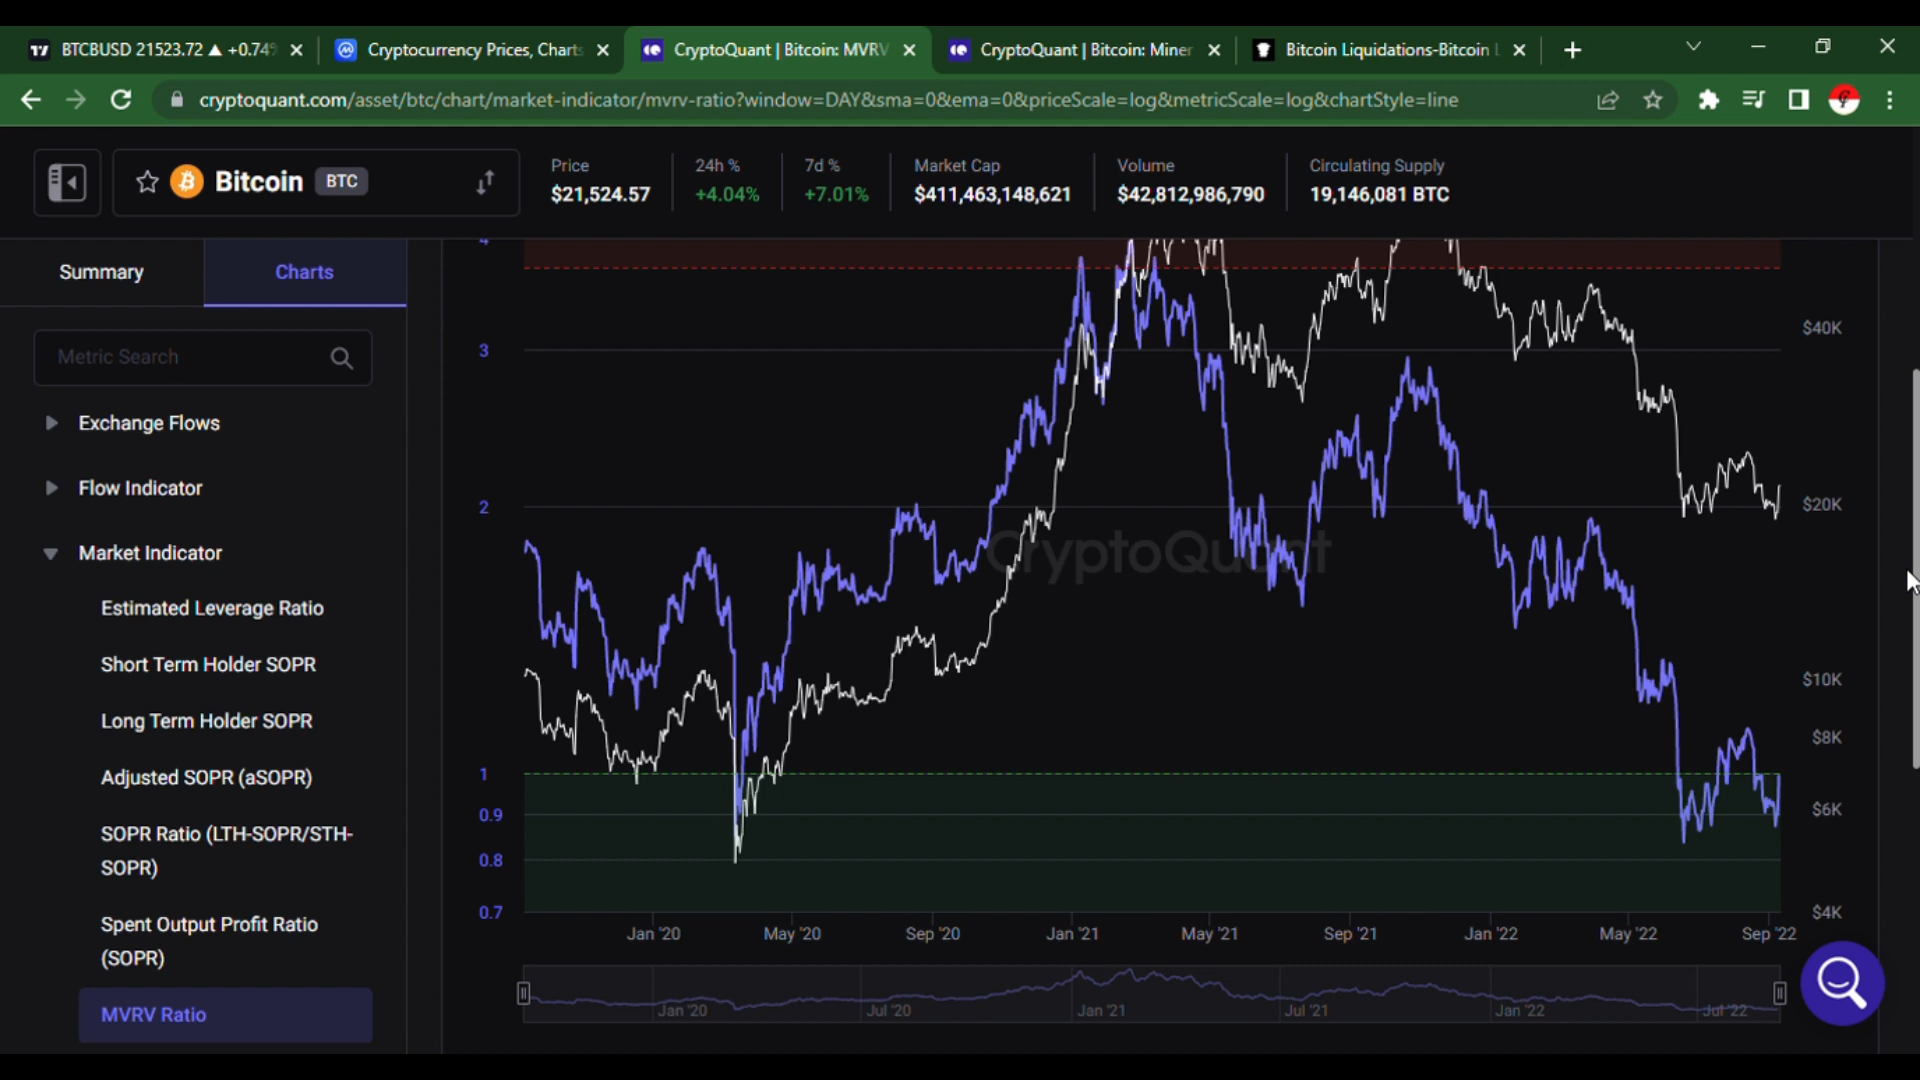 BTCBUSD 21523.72 ▲ +0.74%
Cryptocurrency Prices, Charts
CryptoQuant | Bitcoin: MVRV
CryptoQuant | Bitcoin: Miner
Bitcoin Liquidations-Bitcoin L
cryptoquant.com/asset/btc/chart/market-indicator/mvrv-ratio?window=DAY&sma=0&ema=0&priceScale=log&metricScale=log&chartStyle=line
Bitcoin BTC
Price
$21,524.57
24h %
+4.04%
7d %
+7.01%
Market Cap
$411,463,148,621
Volume
$42,812,986,790
Circulating Supply
19,146,081 BTC
Summary
Charts
Metric Search
Exchange Flows
Flow Indicator
Market Indicator
Estimated Leverage Ratio
Short Term Holder SOPR
Long Term Holder SOPR
Adjusted SOPR (aSOPR)
SOPR Ratio (LTH-SOPR/STH-
SOPR)
Spent Output Profit Ratio
(SOPR)
MVRV Ratio
4
3
2
1
0.9
0.8
0.7
CryptoQuant
$40K
$20K
$10K
$8K
$6K
$4K
Jan '20 May '20 Sep '20 Jan '21 May '21 Sep '21 Jan '22 May '22 Sep '22
Jan '20 Jul '20 Jan '21 Jul '21 Jan '22 Jul '22